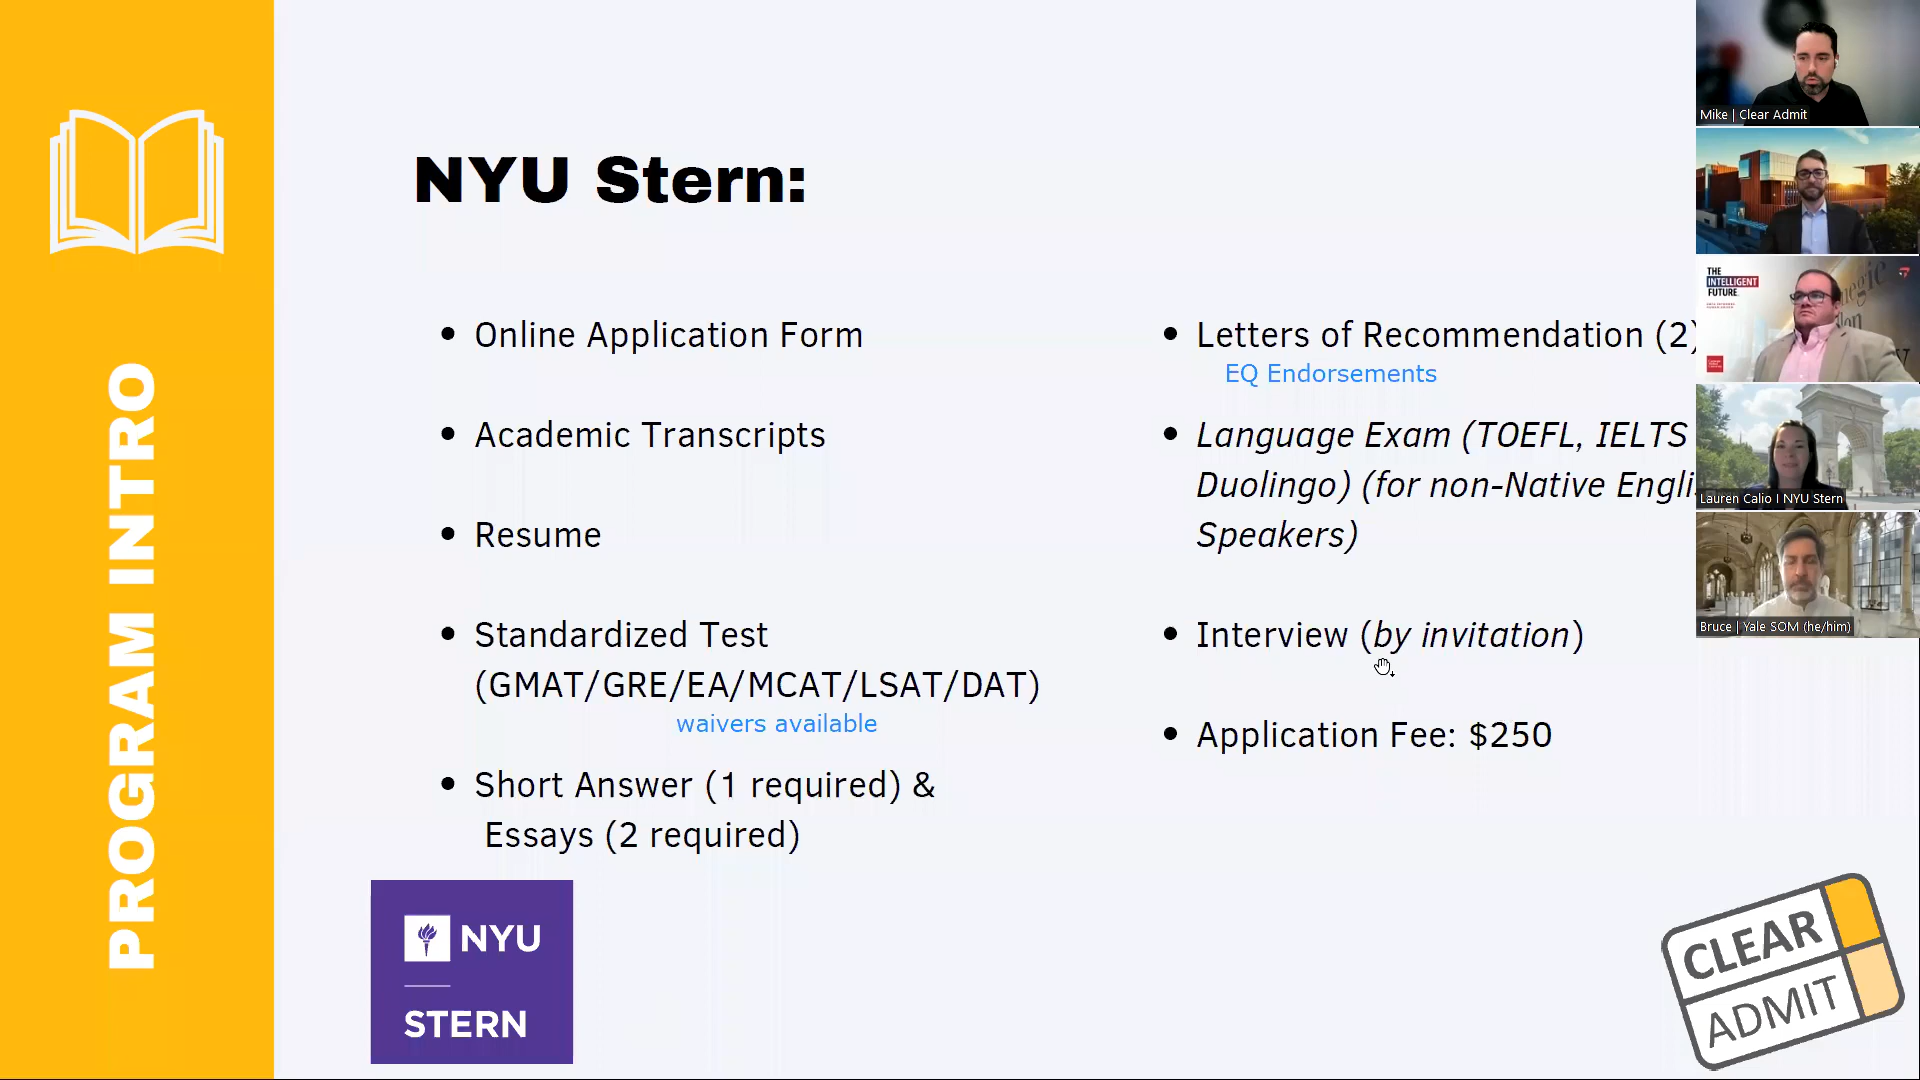 PROGRAM INTRO
NYU Stern:
Online Application Form
Academic Transcripts
Resume
Standardized Test
(GMAT/GRE/EA/MCAT/LSAT/DAT)
waivers available
Short Answer (1 required) &
Essays (2 required)
Letters of Recommendation (2)
EQ Endorsements
Language Exam (TOEFL, IELTS
Duolingo) (for non-Native Engli
Speakers)
Interview (by invitation)
Application Fee: $250
NYU
STERN
CLEAR
ADMIT
Mike | Clear Admit
THE
INTELLIGENT
FUTURE
Lauren Calio I NYU Stern
Bruce | Yale SOM (he/him)